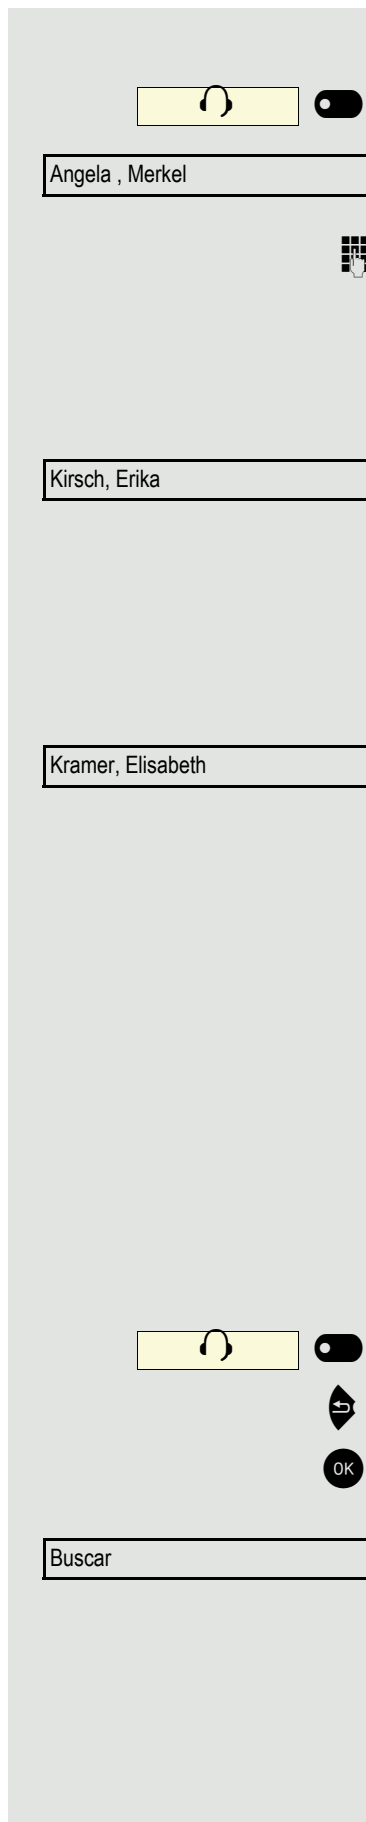 Angela , Merkel
Kirsch, Erika
Kramer, Elisabeth
OK
Buscar